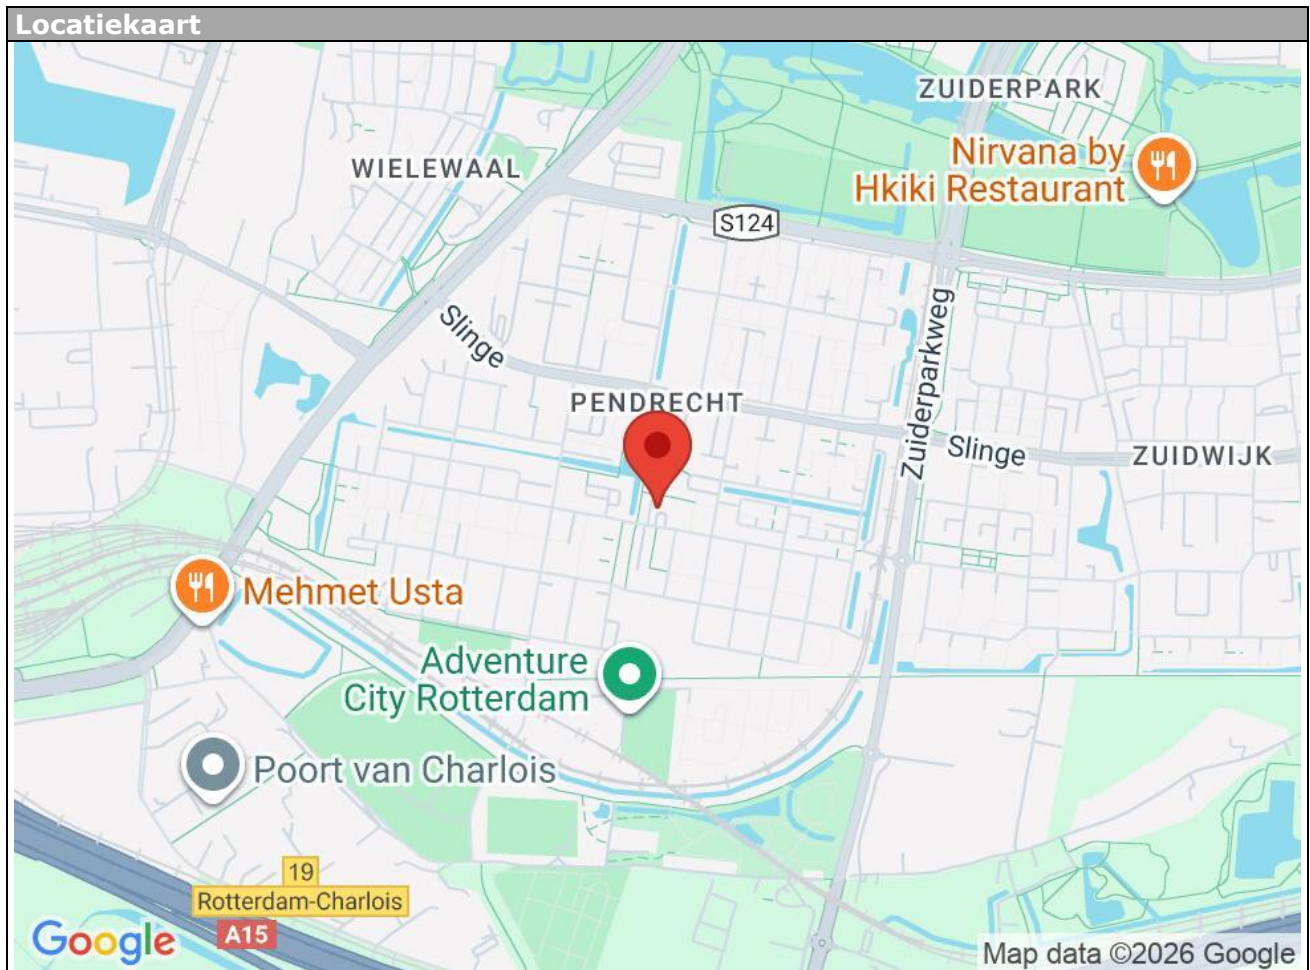 Locatiekaart
ZUIDERPARK
WIELEWAAL
Nirvana by
Hkiki Restaurant
S124
Slinge
Zuiderparkweg
PENDRECHT
Slinge
ZUIDWIJK
Mehmet Usta
Adventure
City Rotterdam
Poort van Charlois
19
Rotterdam-Charlois
A15
Google
Map data ©2026 Google